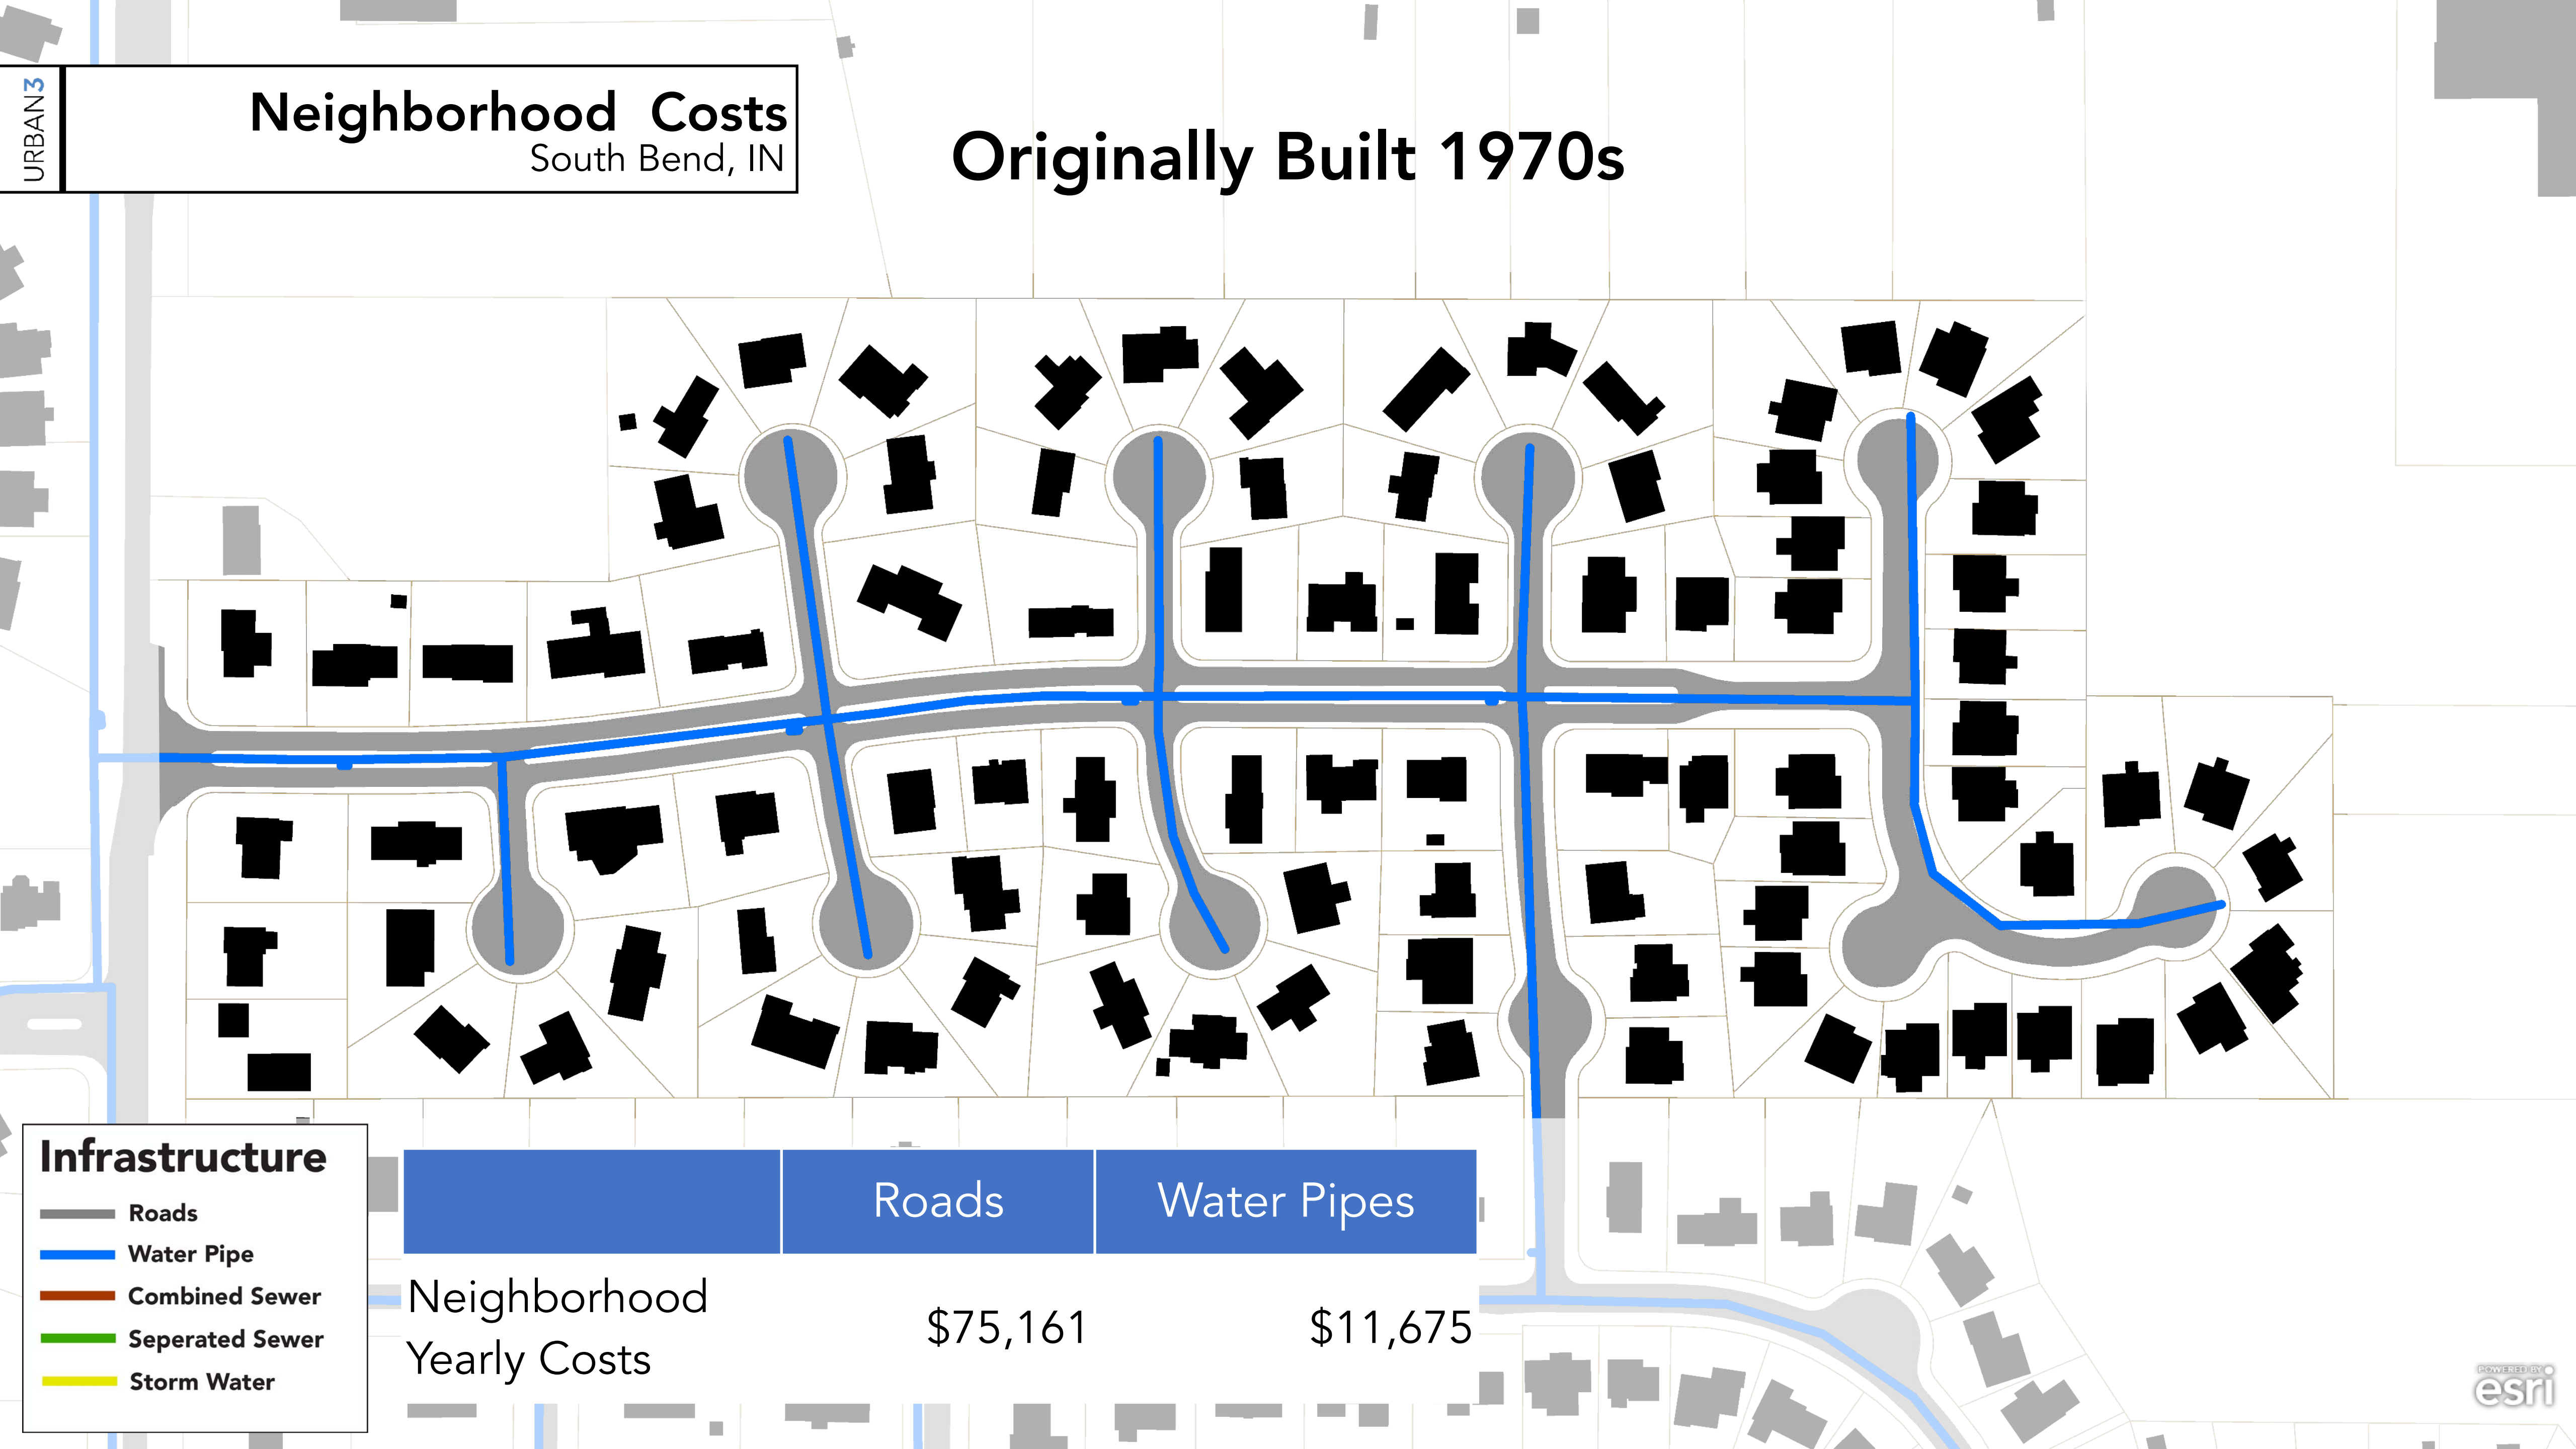 URBAN3
Neighborhood Costs
South Bend, IN
Originally Built 1970s
Infrastructure
Roads
Water Pipe
Combined Sewer
Seperated Sewer
Storm Water
Roads Water Pipes
Neighborhood
Yearly Costs
$75,161 $11,675
POWERED BY
esri